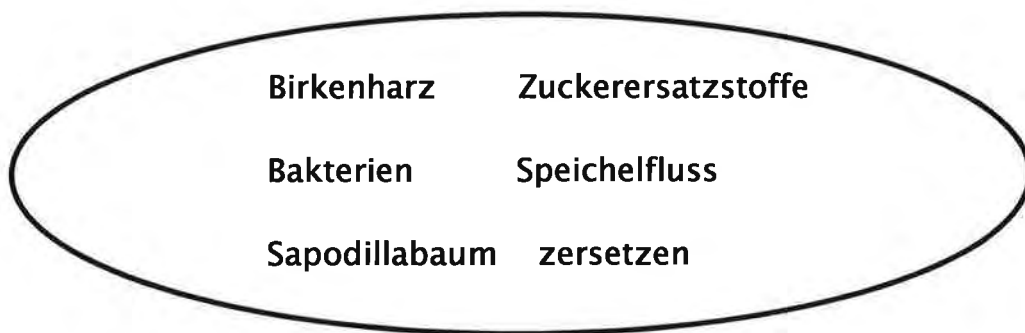 Birkenharz Zuckerersatzstoffe
Bakterien Speichelfluss
Sapodillabaum zersetzen